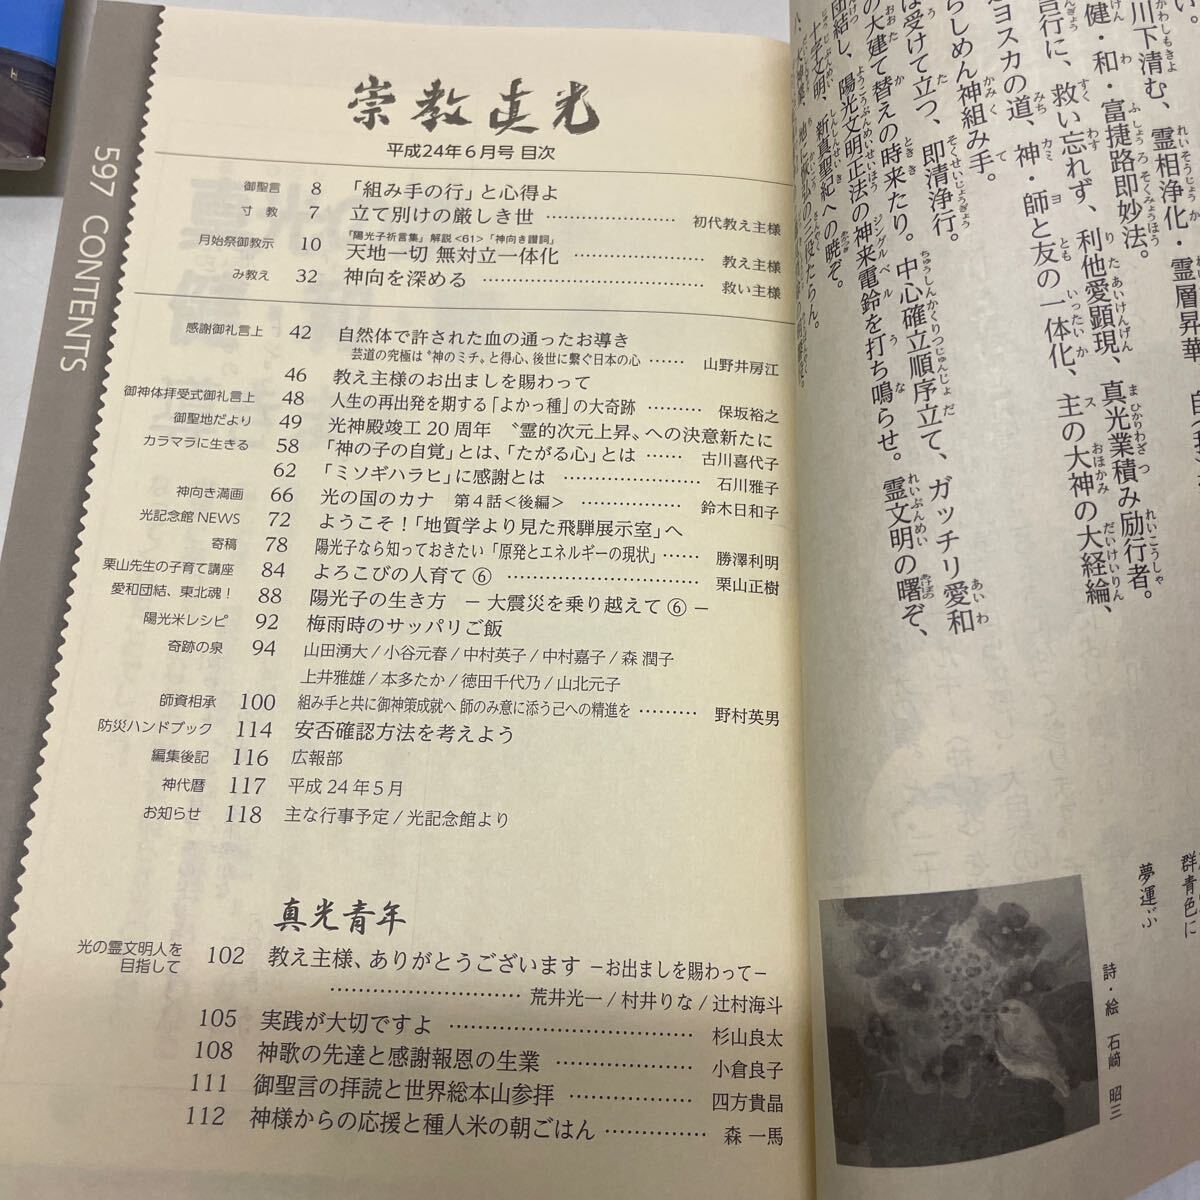 597 CONTENTS
崇教眞光
平成24年6月号 目次
御聖言 8 「組み手の行」と心得よ
寸教 7 立て別けの厳しき世 初代教え主様
月始祭御教示 10 「陽光子祈言集」解説<61>「神向き讃詞」
天地一切 無対立一体化 教え主様
み教え 32 神向を深める 救い主様
感謝御礼言上 42 自然体で許された血の通ったお導き
芸道の究極は〝神のミチ〟と得心、後世に繋ぐ日本の心 山野井房江
46 教え主様のお出ましを賜わって
御神体拝受式御礼言上 48 人生の再出発を期する「よかっ種」の大奇跡 保坂裕之
御聖地だより 49 光神殿竣工20周年 〝霊的次元上昇〟への決意新たに
カラマラに生きる 58 「神の子の自覚」とは、「たがる心」とは 古川喜代子
62 「ミソギハラヒ」に感謝とは 石川雅子
神向き満画 66 光の国のカナ 第4話<後編> 鈴木日和子
光記念館NEWS 72 ようこそ!「地質学より見た飛騨展示室」へ
寄稿 78 陽光子なら知っておきたい「原発とエネルギーの現状」 勝澤利明
栗山先生の子育て講座 84 よろこびの人育て⑥ 栗山正樹
愛和団結、東北魂! 88 陽光子の生き方 −大震災を乗り越えて⑥−
陽光米レシピ 92 梅雨時のサッパリご飯
奇跡の泉 94 山田湧大/小谷元春/中村英子/中村嘉子/森 潤子
上井雅雄/本多たか/徳田千代乃/山北元子
師資相承 100 組み手と共に御神策成就へ 師のみ意に添う己への精進を 野村英男
防災ハンドブック 114 安否確認方法を考えよう
編集後記 116 広報部
神代暦 117 平成24年5月
お知らせ 118 主な行事予定/光記念館より
真光青年
光の霊文明人を目指して 102 教え主様、ありがとうございます −お出ましを賜わって−
荒井光一/村井りな/辻村海斗
105 実践が大切ですよ 杉山良太
108 神歌の先達と感謝報恩の生業 小倉良子
111 御聖言の拝読と世界総本山参拝 四方貴晶
112 神様からの応援と種人米の朝ごはん 森 一馬
川下清む、霊相浄化・霊層昇華、
健・和・富捷路即妙法。
言行に、救い忘れず、利他愛顕現、真光業積み励行者。
ヨスカの道、神・師と友の一体化、主の大神の大経綸、
らしめん神組み手。
は受けて立つ、即清浄行。
の大建て替えの時来たり。中心確立順序立て、ガッチリ愛和
団結し、陽光文明正法の神来電鈴を打ち鳴らせ。霊文明の曙ぞ、
十字文明、新真聖紀への暁ぞ。
群青色に
夢運ぶ
詩・絵 石﨑 昭三